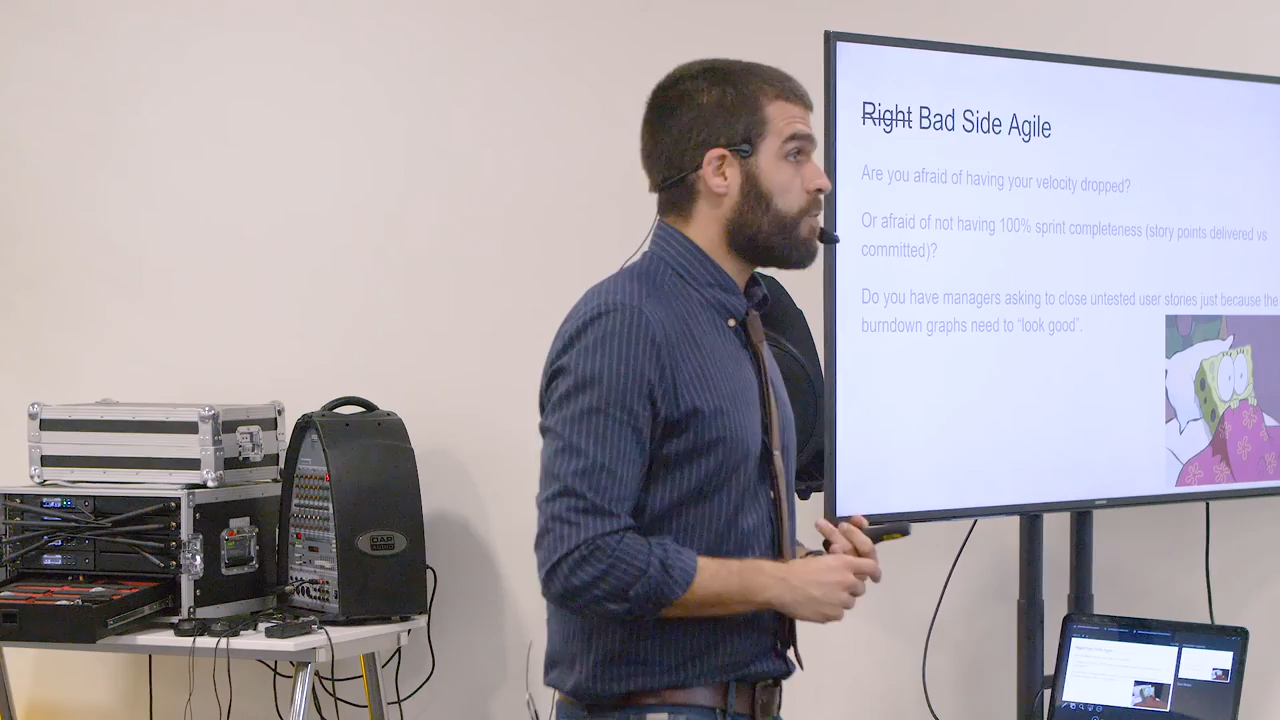 Right Bad Side Agile
Are you afraid of having your velocity dropped?
Or afraid of not having 100% sprint completeness (story points delivered vs
committed)?
Do you have managers asking to close untested user stories just because the
burndown graphs need to “look good”.
SAMSUNG
DAP
AUDIO